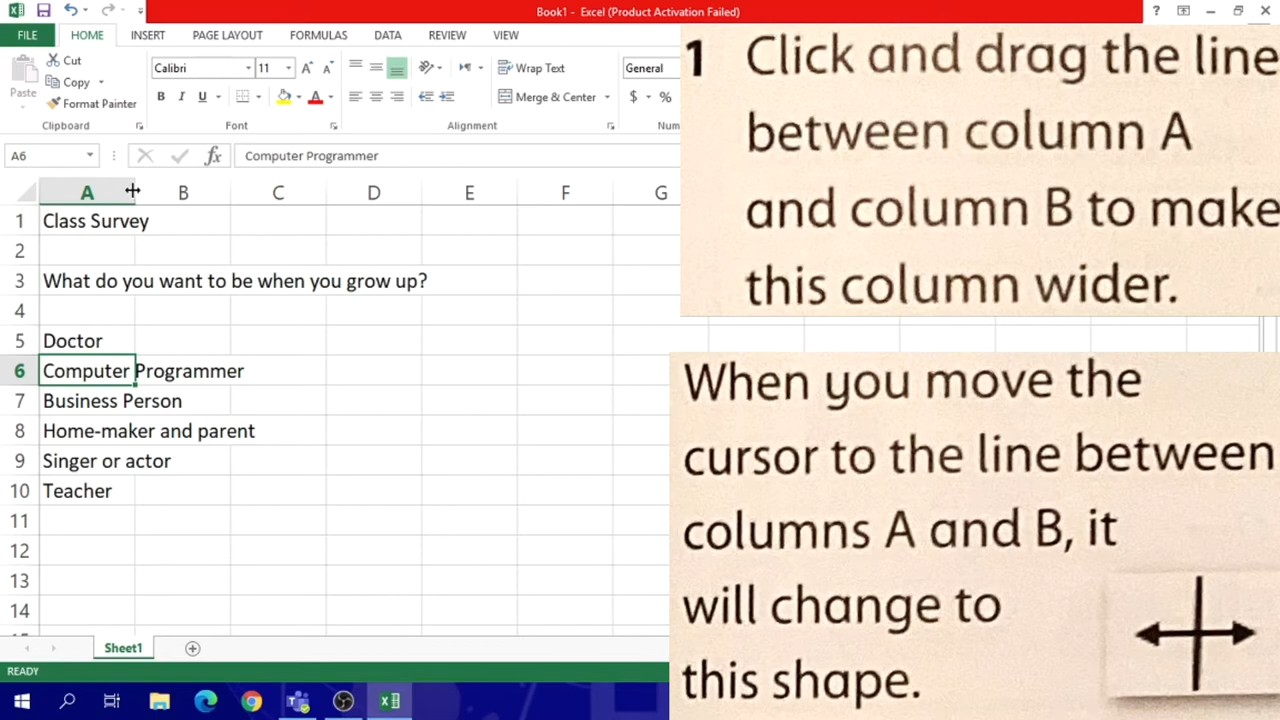 Book1 - Excel (Product Activation Failed)
FILE HOME INSERT PAGE LAYOUT FORMULAS DATA REVIEW VIEW
Cut
Copy
Format Painter
Paste
Clipboard
Calibri 11
B I U
Font
Wrap Text
Merge & Center
Alignment
General
$ %
Num
A6 fx Computer Programmer
A B C D E F G
1 Class Survey
2
3 What do you want to be when you grow up?
4
5 Doctor
6 Computer Programmer
7 Business Person
8 Home-maker and parent
9 Singer or actor
10 Teacher
11
12
13
14
Sheet1
READY
1 Click and drag the line
between column A
and column B to make
this column wider.
When you move the
cursor to the line between
columns A and B, it
will change to
this shape.